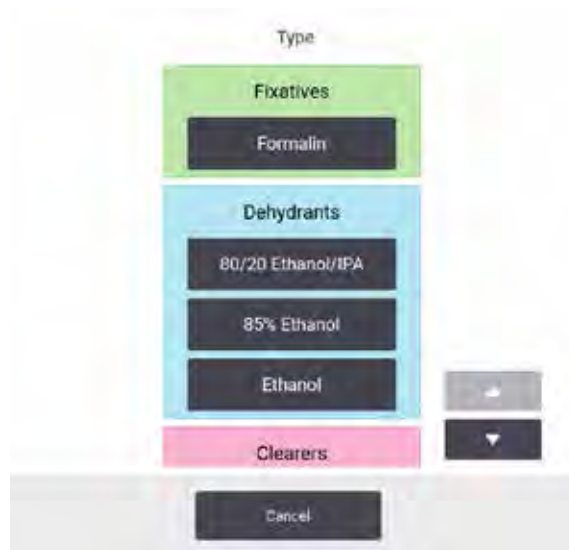 Type
Fixatives
Formalin
Dehydrants
80/20 Ethanol/IPA
85% Ethanol
Ethanol
Clearers
Cancel